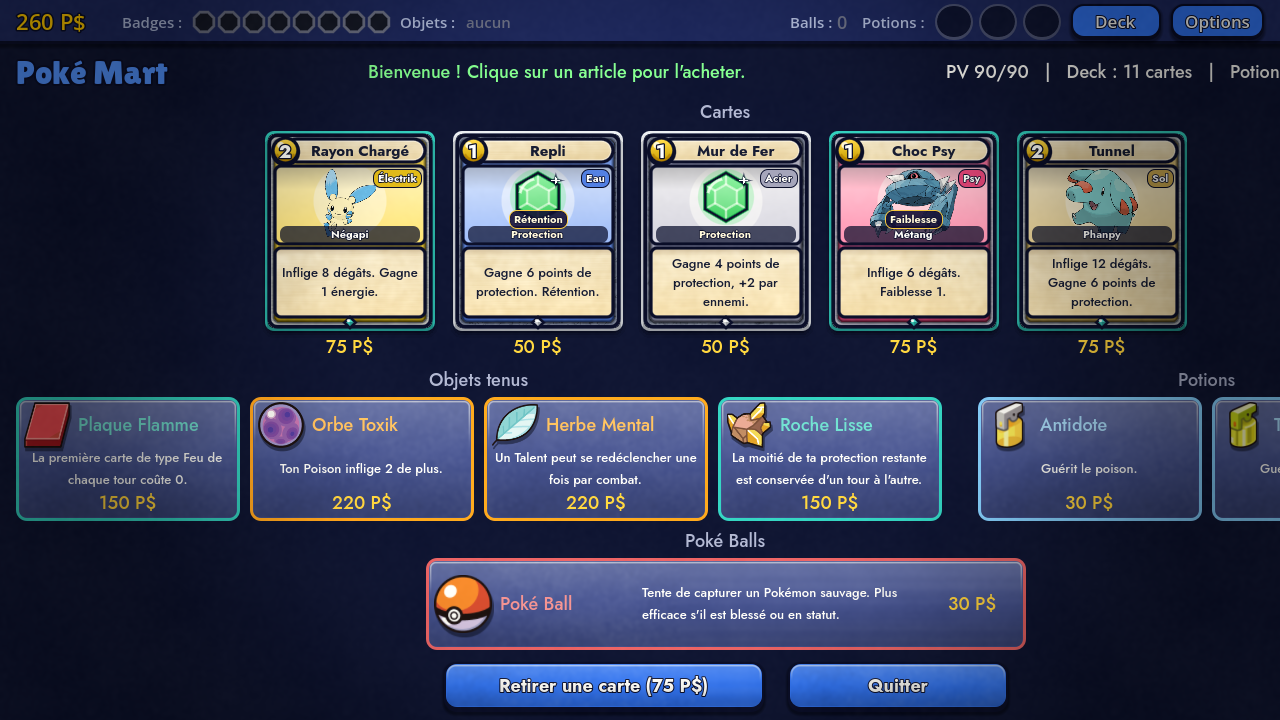 260 P$ Badges : Objets : aucun Balls : 0 Potions : Deck Options
Poké Mart Bienvenue ! Clique sur un article pour l'acheter. PV 90/90 | Deck : 11 cartes | Potion
Cartes
2 Rayon Chargé
Électrik
Négapi
Inflige 8 dégâts. Gagne
1 énergie.
75 P$
1 Repli
Eau
Rétention
Protection
Gagne 6 points de
protection. Rétention.
50 P$
1 Mur de Fer
Acier
Protection
Gagne 4 points de
protection, +2 par
ennemi.
50 P$
1 Choc Psy
Psy
Faiblesse
Métang
Inflige 6 dégâts.
Faiblesse 1.
75 P$
2 Tunnel
Sol
Phanpy
Inflige 12 dégâts.
Gagne 6 points de
protection.
75 P$
Objets tenus
Plaque Flamme
La première carte de type Feu de
chaque tour coûte 0.
150 P$
Orbe Toxik
Ton Poison inflige 2 de plus.
220 P$
Herbe Mental
Un Talent peut se redéclencher une
fois par combat.
220 P$
Roche Lisse
La moitié de ta protection restante
est conservée d'un tour à l'autre.
150 P$
Potions
Antidote
Guérit le poison.
30 P$
Poké Balls
Poké Ball
Tente de capturer un Pokémon sauvage. Plus
efficace s'il est blessé ou en statut.
30 P$
Retirer une carte (75 P$)
Quitter